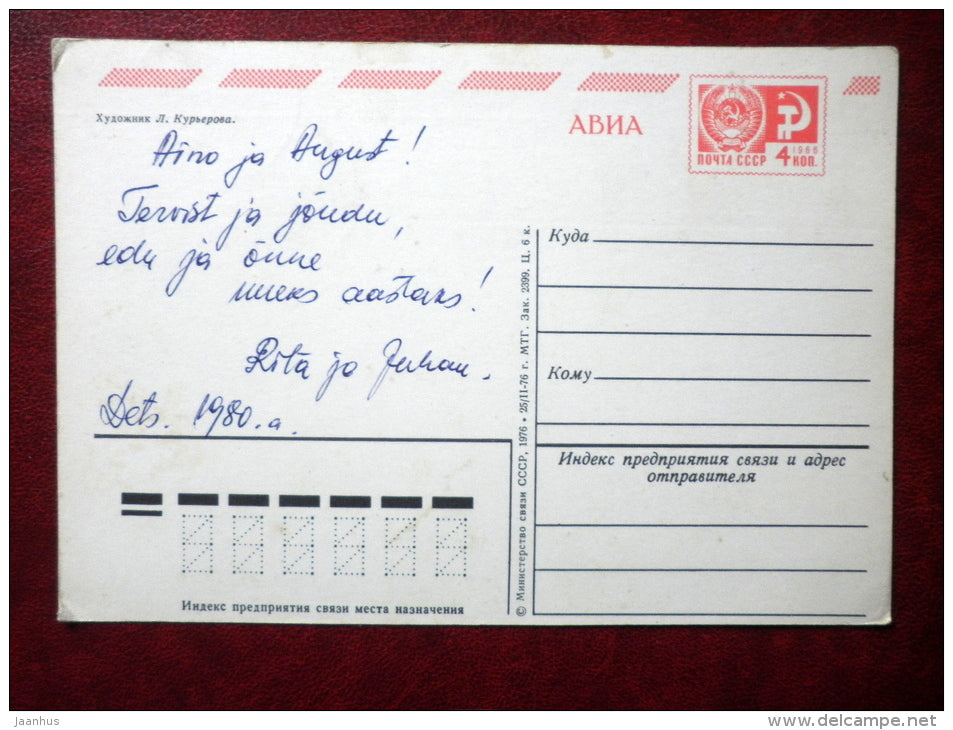 Художник Л. Курьерова.
АВИА
ПОЧТА СССР 4 1966 КОП.
Aino ja August!
Tervist ja jõudu,
edu ja õnne
uueks aastaks!
Rita ja Juhan.
Dets. 1980.a.
Куда
Кому
Индекс предприятия связи и адрес
отправителя
Индекс предприятия связи места назначения
© Министерство связи СССР, 1976 • 25/II-76 г. МТГ. Зак. 2399. Ц. 6 к.
jaanhus
delcampe.net